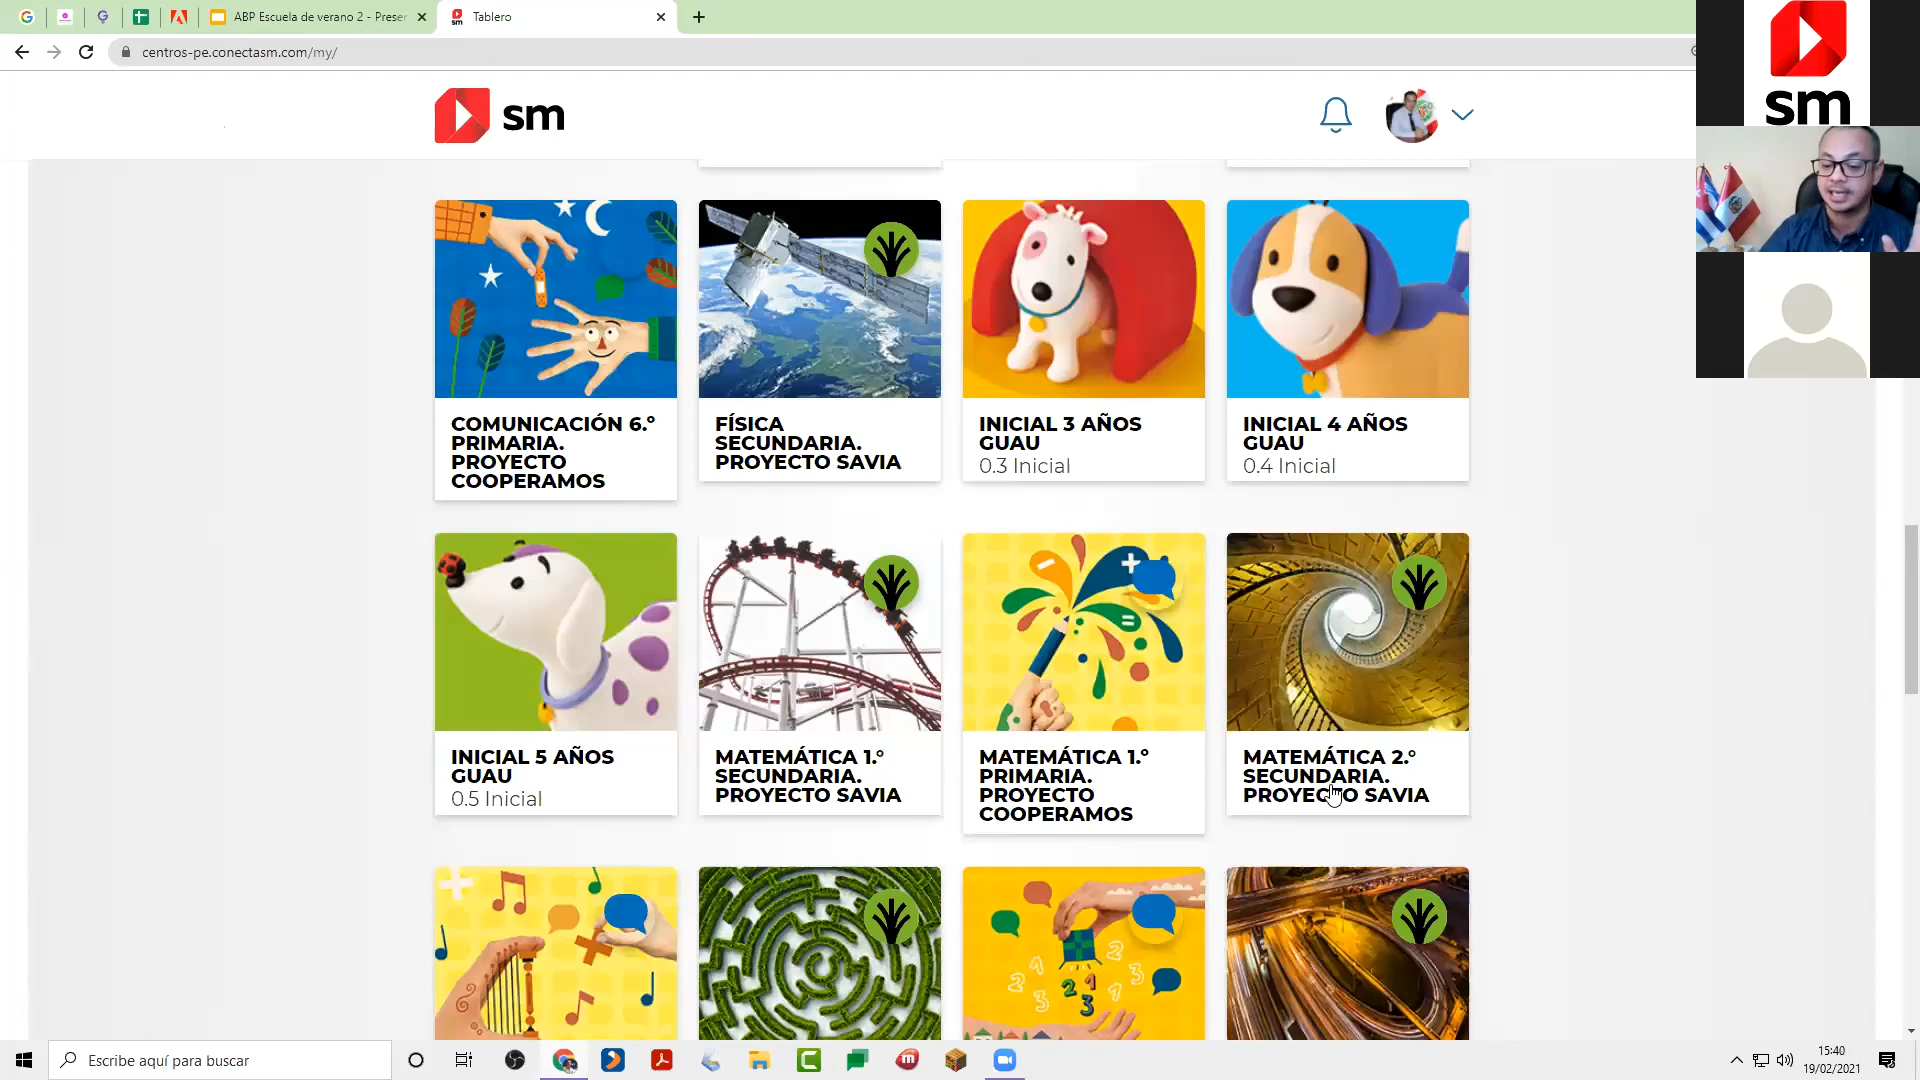 ABP Escuela de verano 2 - Preser
Tablero
centros-pe.conectasm.com/my/
sm
sm
COMUNICACIÓN 6.º
PRIMARIA.
PROYECTO
COOPERAMOS
FÍSICA
SECUNDARIA.
PROYECTO SAVIA
INICIAL 3 AÑOS
GUAU
0.3 Inicial
INICIAL 4 AÑOS
GUAU
0.4 Inicial
INICIAL 5 AÑOS
GUAU
0.5 Inicial
MATEMÁTICA 1.º
SECUNDARIA.
PROYECTO SAVIA
MATEMÁTICA 1.º
PRIMARIA.
PROYECTO
COOPERAMOS
MATEMÁTICA 2.º
SECUNDARIA.
PROYECTO SAVIA
Escribe aquí para buscar
15:40
19/02/2021